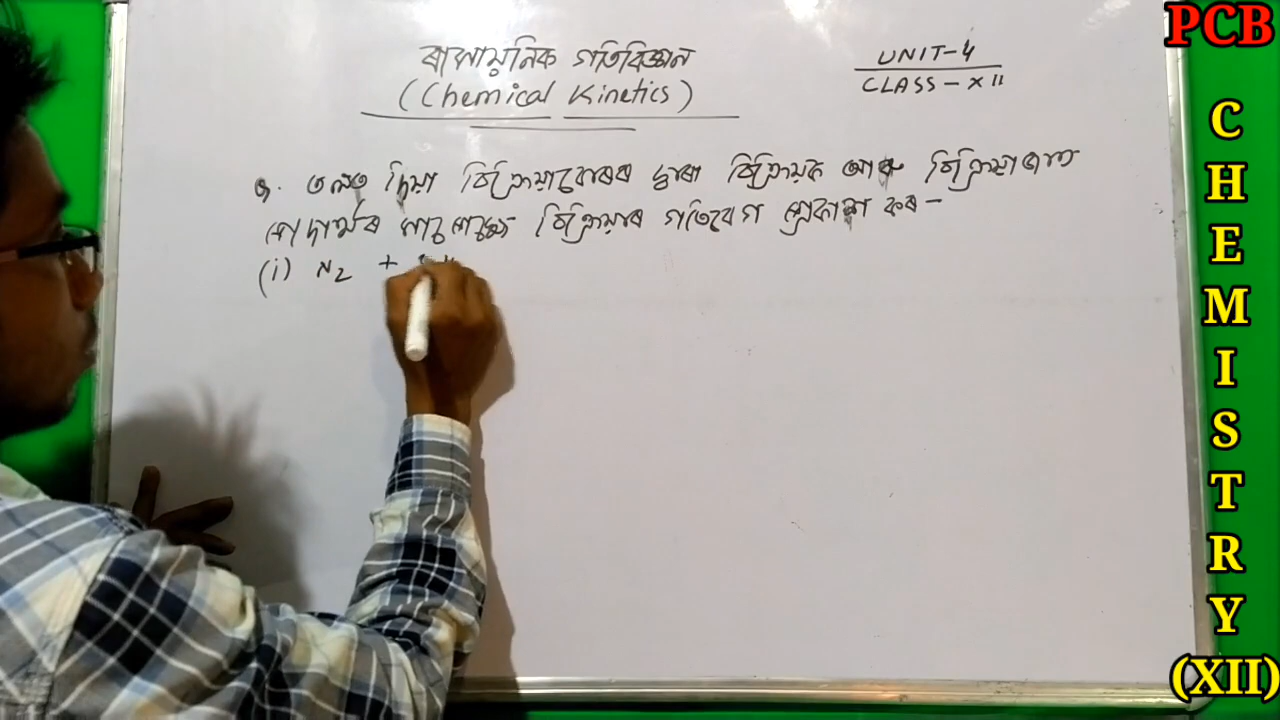 ৰাসায়নিক গতিবিজ্ঞান
(Chemical Kinetics)
UNIT-4
CLASS-XII
Q. তলত দিয়া বিক্ৰিয়াবোৰৰ দ্বাৰা বিক্ৰিয়ক আৰু বিক্ৰিয়াজাত
পদাৰ্থৰ সাপেক্ষে বিক্ৰিয়াৰ গতিবেগ প্ৰকাশ কৰ-
(i) N2 +
PCB
CHEMISTRY
(XII)